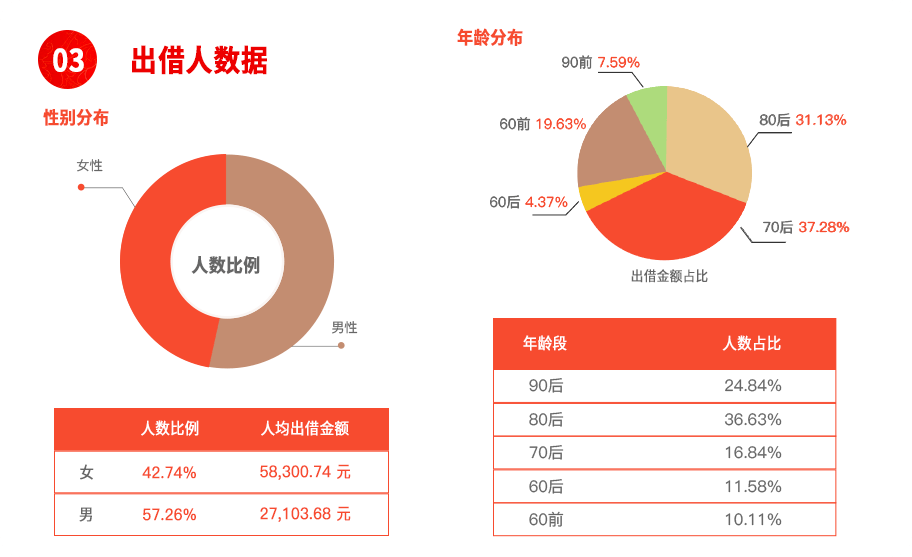 03
出借人数据
性别分布
女性
人数比例
男性
人数比例 人均出借金额
女 42.74% 58,300.74 元
男 57.26% 27,103.68 元
年龄分布
90前 7.59%
60前 19.63%
80后 31.13%
60后 4.37%
70后 37.28%
出借金额占比
年龄段 人数占比
90后 24.84%
80后 36.63%
70后 16.84%
60后 11.58%
60前 10.11%